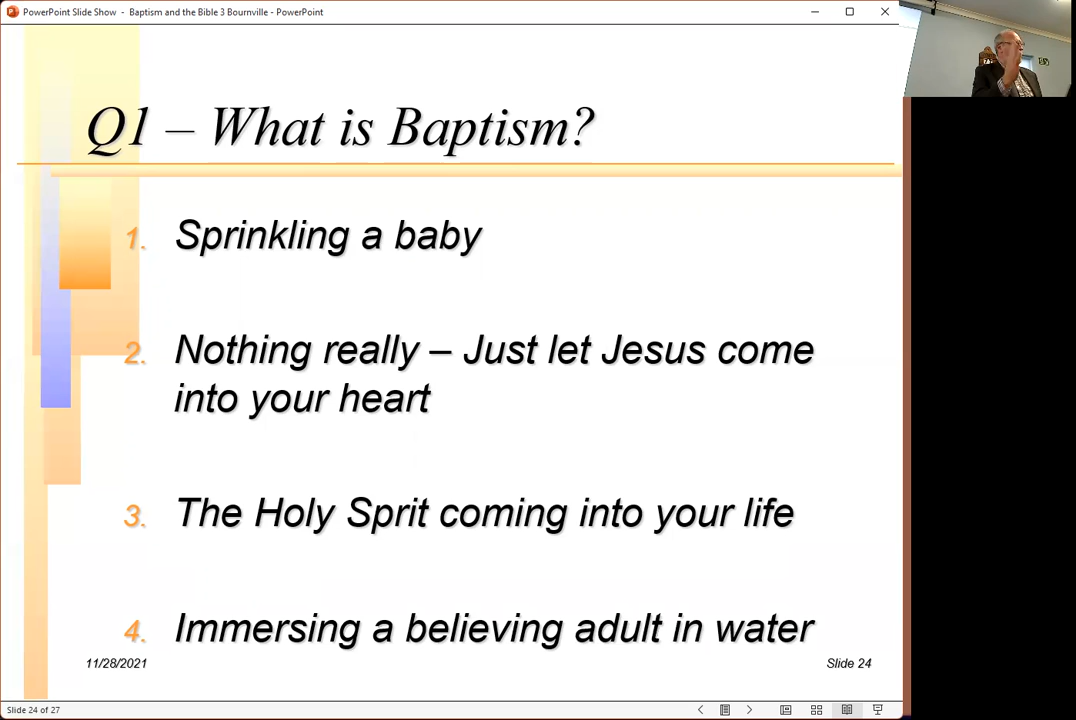 PowerPoint Slide Show - Baptism and the Bible 3 Bournville - PowerPoint
Q1 – What is Baptism?
1. Sprinkling a baby
2. Nothing really – Just let Jesus come
into your heart
3. The Holy Sprit coming into your life
4. Immersing a believing adult in water
11/28/2021
Slide 24
Slide 24 of 27